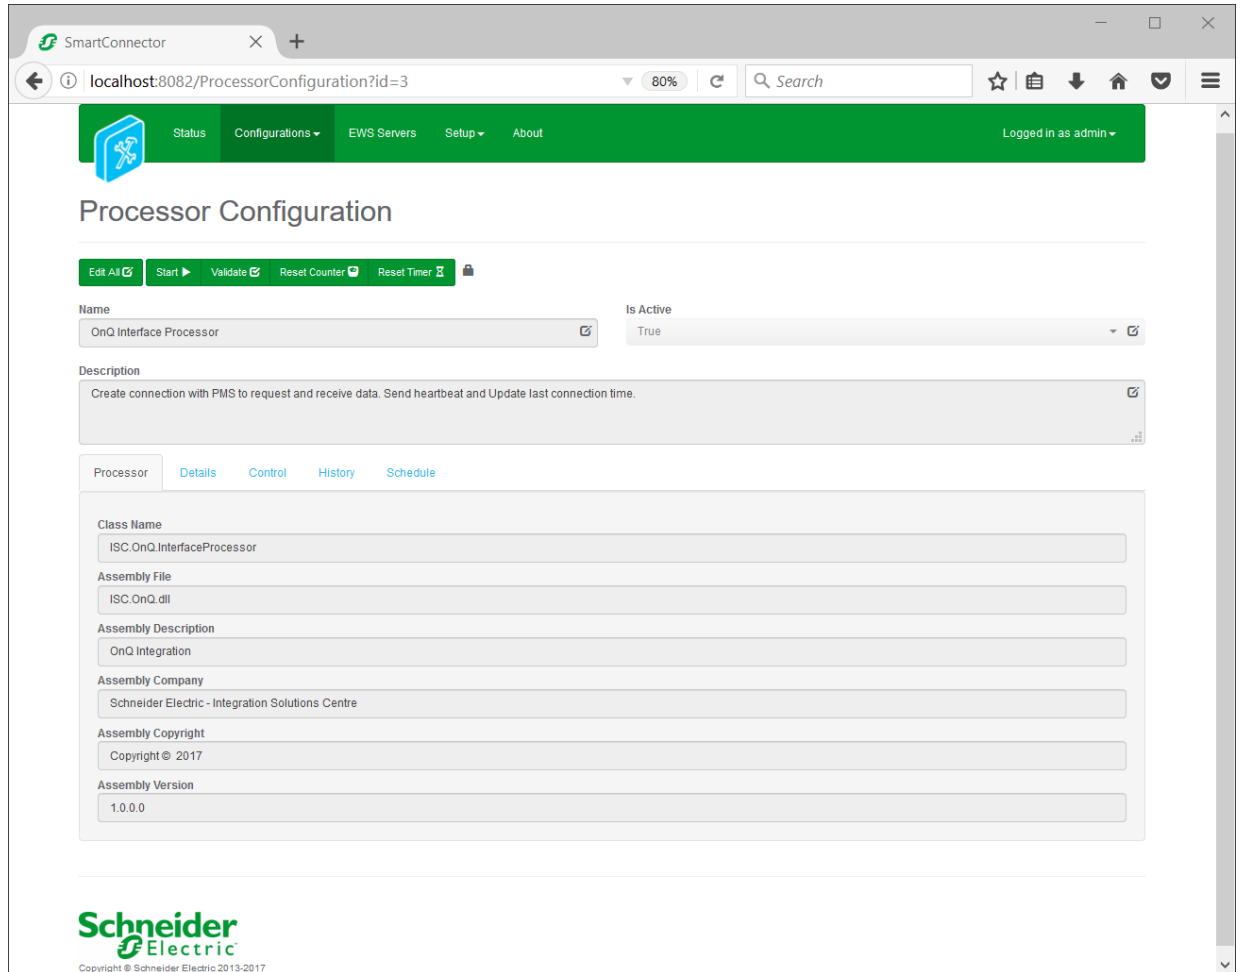 SmartConnector
localhost:8082/ProcessorConfiguration?id=3
80%
Search
Status Configurations EWS Servers Setup About Logged in as admin
Processor Configuration
Edit All Start Validate Reset Counter Reset Timer
Name Is Active
OnQ Interface Processor True
Description
Create connection with PMS to request and receive data. Send heartbeat and Update last connection time.
Processor Details Control History Schedule
Class Name
ISC.OnQ.InterfaceProcessor
Assembly File
ISC.OnQ.dll
Assembly Description
OnQ Integration
Assembly Company
Schneider Electric - Integration Solutions Centre
Assembly Copyright
Copyright © 2017
Assembly Version
1.0.0.0
Schneider
Electric
Copyright © Schneider Electric 2013-2017